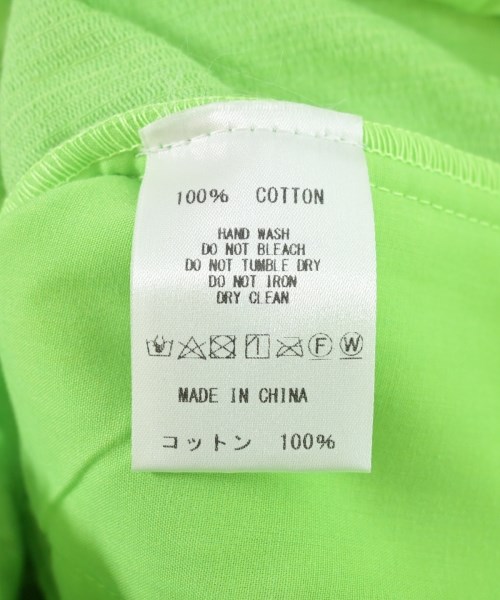 100% COTTON
HAND WASH
DO NOT BLEACH
DO NOT TUMBLE DRY
DO NOT IRON
DRY CLEAN
F W
MADE IN CHINA
コットン 100%